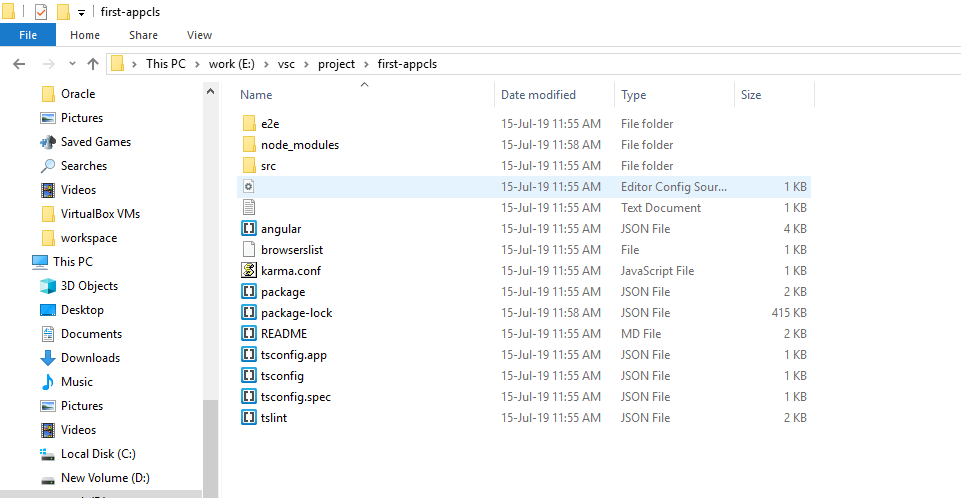 first-appcls
File Home Share View
This PC work (E:) vsc project first-appcls
Oracle
Pictures
Saved Games
Searches
Videos
VirtualBox VMs
workspace
This PC
3D Objects
Desktop
Documents
Downloads
Music
Pictures
Videos
Local Disk (C:)
New Volume (D:)
Name Date modified Type Size
e2e 15-Jul-19 11:55 AM File folder
node_modules 15-Jul-19 11:58 AM File folder
src 15-Jul-19 11:55 AM File folder
15-Jul-19 11:55 AM Editor Config Sour... 1 KB
15-Jul-19 11:55 AM Text Document 1 KB
angular 15-Jul-19 11:55 AM JSON File 4 KB
browserslist 15-Jul-19 11:55 AM File 1 KB
karma.conf 15-Jul-19 11:55 AM JavaScript File 1 KB
package 15-Jul-19 11:55 AM JSON File 2 KB
package-lock 15-Jul-19 11:58 AM JSON File 415 KB
README 15-Jul-19 11:55 AM MD File 2 KB
tsconfig.app 15-Jul-19 11:55 AM JSON File 1 KB
tsconfig 15-Jul-19 11:55 AM JSON File 1 KB
tsconfig.spec 15-Jul-19 11:55 AM JSON File 1 KB
tslint 15-Jul-19 11:55 AM JSON File 2 KB